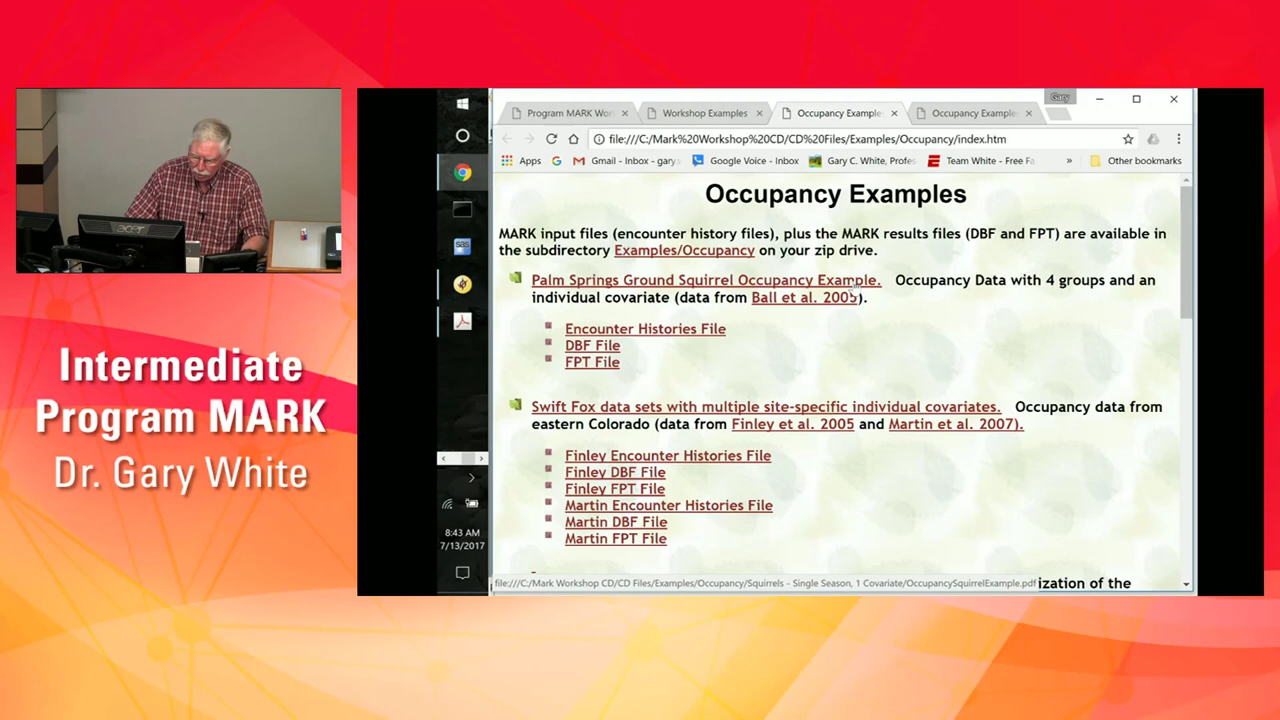 Intermediate
Program MARK
Dr. Gary White
acer
Gary
Program MARK Wor
Workshop Examples
Occupancy Example
Occupancy Example
file:///C:/Mark%20Workshop%20CD/CD%20Files/Examples/Occupancy/index.htm
Apps
Gmail - Inbox - gary
Google Voice - Inbox
Gary C. White, Profes
Team White - Free Fa
»
Other bookmarks
Occupancy Examples
MARK input files (encounter history files), plus the MARK results files (DBF and FPT) are available in
the subdirectory Examples/Occupancy on your zip drive.
Palm Springs Ground Squirrel Occupancy Example. Occupancy Data with 4 groups and an
individual covariate (data from Ball et al. 2005).
Encounter Histories File
DBF File
FPT File
Swift Fox data sets with multiple site-specific individual covariates. Occupancy data from
eastern Colorado (data from Finley et al. 2005 and Martin et al. 2007).
Finley Encounter Histories File
Finley DBF File
Finley FPT File
Martin Encounter Histories File
Martin DBF File
Martin FPT File
file:///C:/Mark Workshop CD/CD Files/Examples/Occupancy/Squirrels - Single Season, 1 Covariate/OccupancySquirrelExample.pdf
ization of the
SAS
8:43 AM
7/13/2017